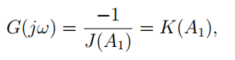 G(jω) = -1 / J(A₁) = K(A₁),